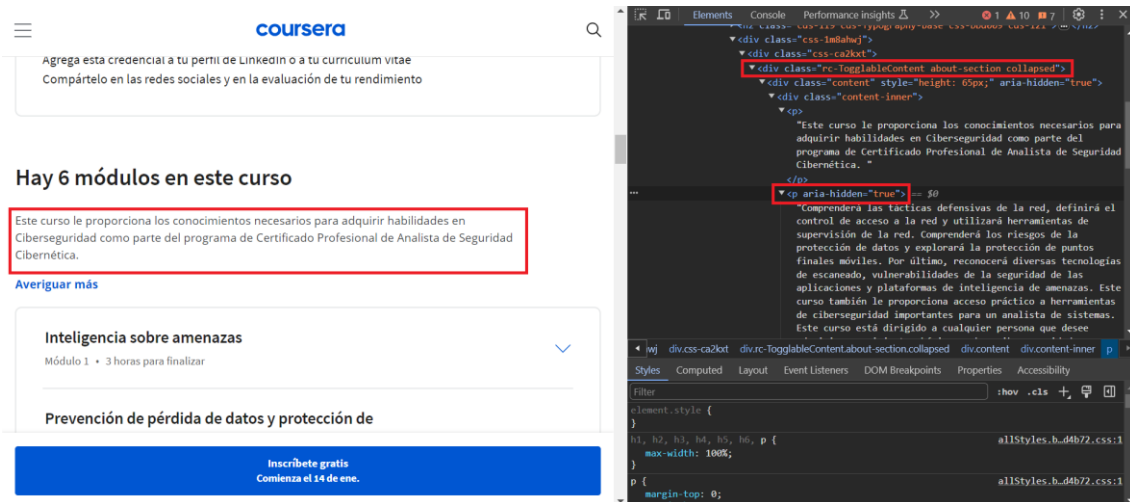 coursera
Agrega esta credencial a tu perfil de LinkedIn o a tu currículum vitae
Compártelo en las redes sociales y en la evaluación de tu rendimiento
Hay 6 módulos en este curso
Este curso le proporciona los conocimientos necesarios para adquirir habilidades en
Ciberseguridad como parte del programa de Certificado Profesional de Analista de Seguridad
Cibernética.
Averiguar más
Inteligencia sobre amenazas
Módulo 1 • 3 horas para finalizar
Prevención de pérdida de datos y protección de
Inscríbete gratis
Comienza el 14 de ene.
Elements Console Performance insights >> 1 10 7
<div class="css-1m8ahwj">
<div class="css-ca2kxt">
<div class="rc-TogglableContent about-section collapsed">
<div class="content" style="height: 65px;" aria-hidden="true">
<div class="content-inner">
<p>
"Este curso le proporciona los conocimientos necesarios para
adquirir habilidades en Ciberseguridad como parte del
programa de Certificado Profesional de Analista de Seguridad
Cibernética. "
</p>
... <p aria-hidden="true"> == $0
"Comprenderá las tácticas defensivas de la red, definirá el
control de acceso a la red y utilizará herramientas de
supervisión de la red. Comprenderá los riesgos de la
protección de datos y explorará la protección de puntos
finales móviles. Por último, reconocerá diversas tecnologías
de escaneado, vulnerabilidades de la seguridad de las
aplicaciones y plataformas de inteligencia de amenazas. Este
curso también le proporciona acceso práctico a herramientas
de ciberseguridad importantes para un analista de sistemas.
Este curso está dirigido a cualquier persona que desee
wj div.css-ca2kxt div.rc-TogglableContent.about-section.collapsed div.content div.content-inner p
Styles Computed Layout Event Listeners DOM Breakpoints Properties Accessibility
Filter :hov .cls
element.style {
}
h1, h2, h3, h4, h5, h6, p { allStyles.b…d4b72.css:1
max-width: 100%;
}
p { allStyles.b…d4b72.css:1
margin-top: 0;